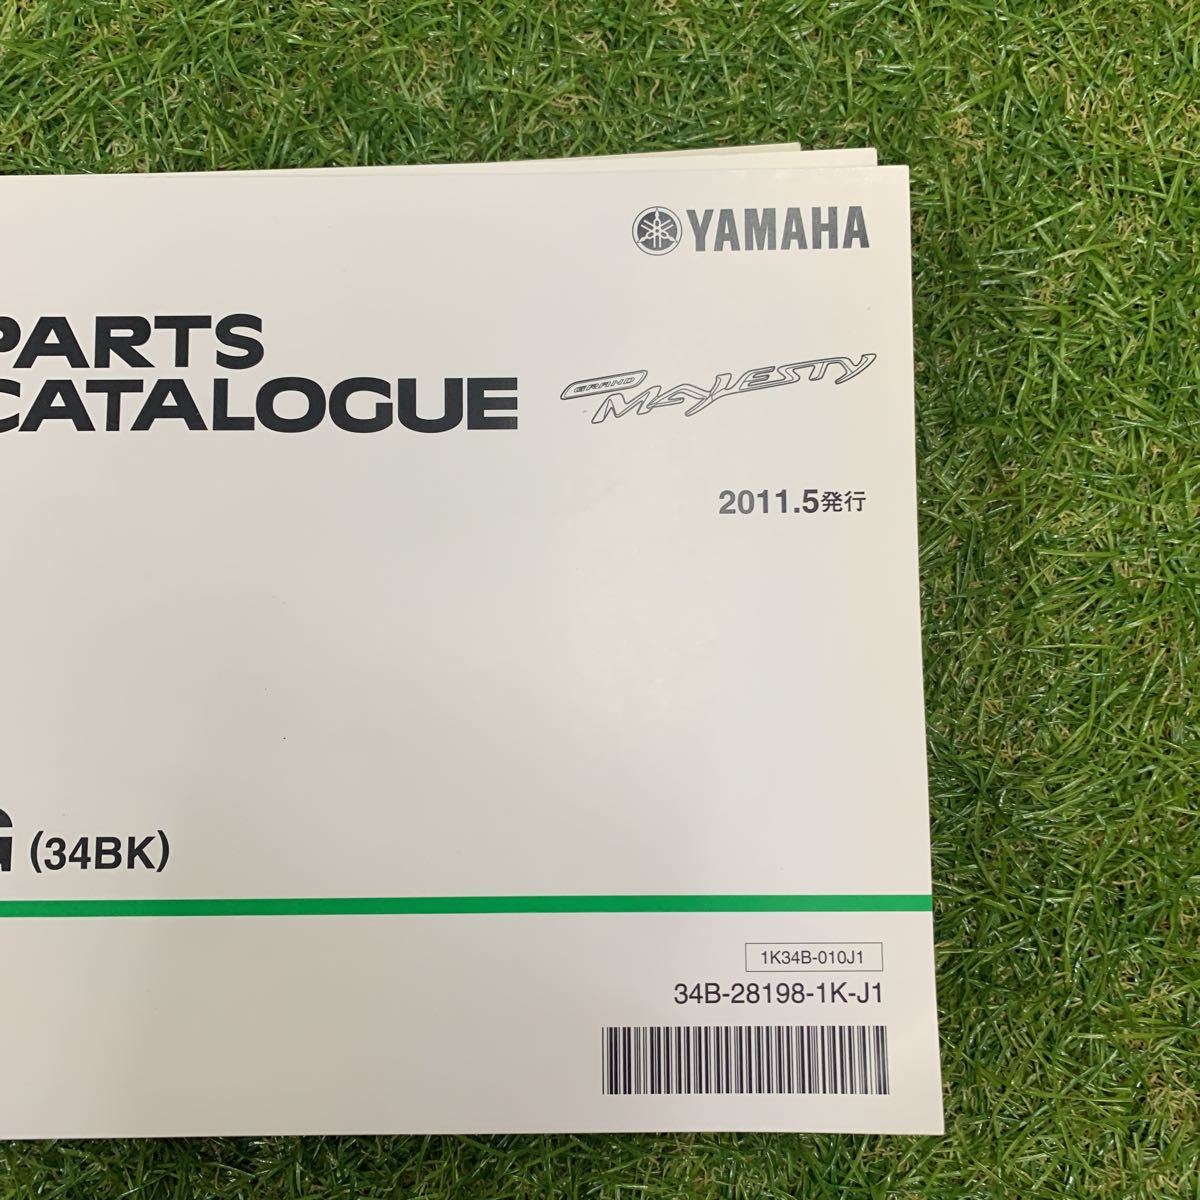 YAMAHA
PARTS
CATALOGUE
GRAND
MAJESTY
2011.5発行
G (34BK)
1K34B-010J1
34B-28198-1K-J1